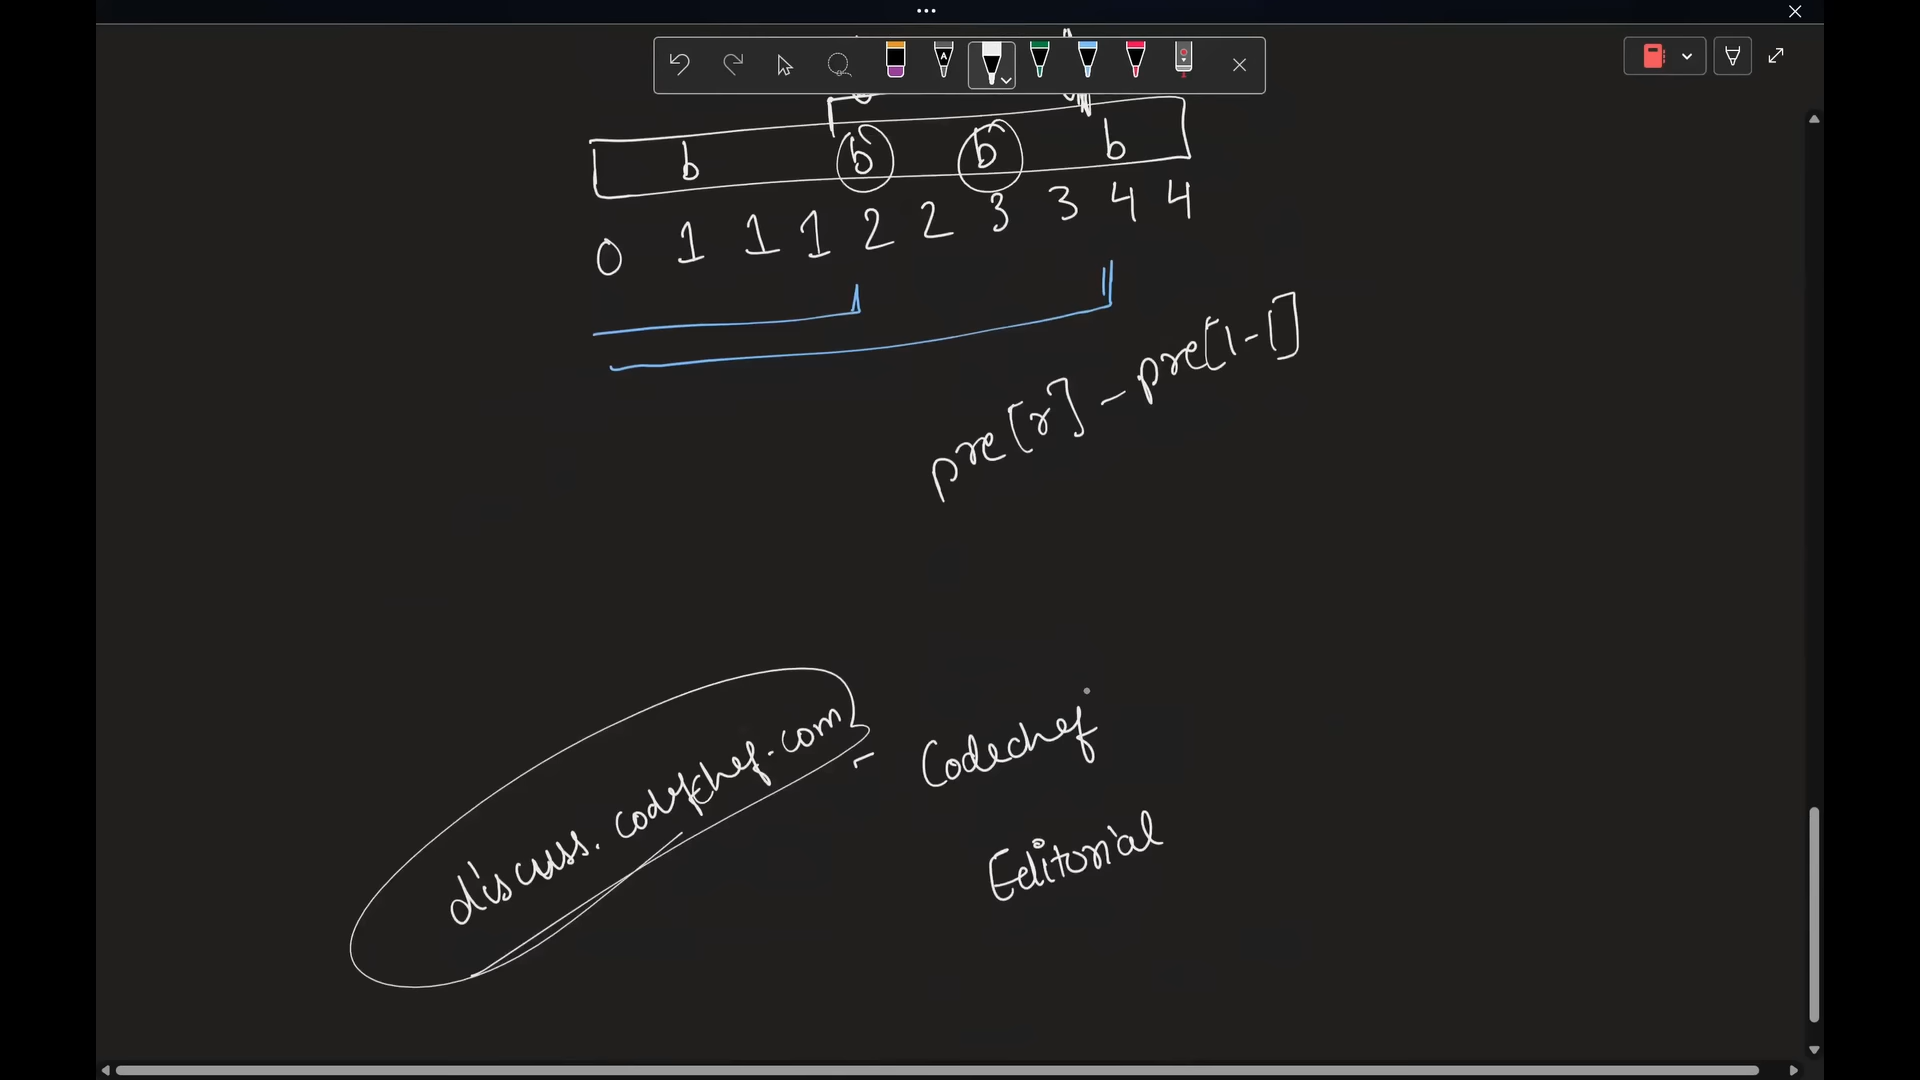 b b b b
0 1 1 1 2 2 3 3 4 4
pre[r] - pre[l-1]
discuss.codechef.com
Codechef
Editorial